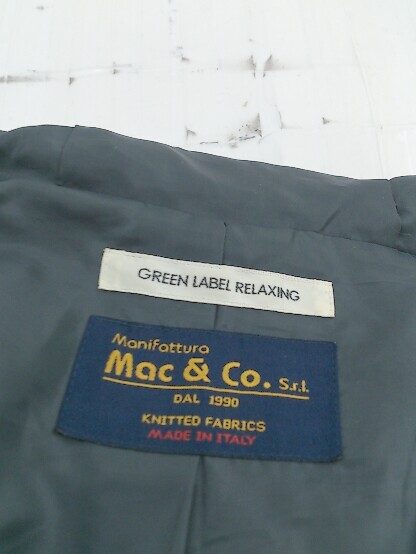 GREEN LABEL RELAXING
Manifattura
Mac & Co. S.r.l.
DAL 1990
KNITTED FABRICS
MADE IN ITALY